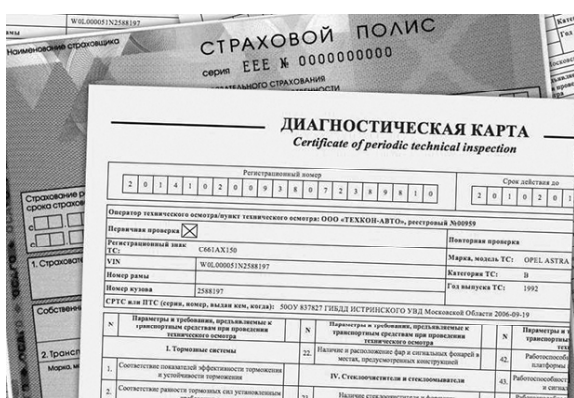 W0L000051N2588197
Наименование страховщика
СТРАХОВОЙ ПОЛИС
серия ЕЕЕ № 0000000000
СТРАХОВАНИЯ
ДИАГНОСТИЧЕСКАЯ КАРТА
Certificate of periodic technical inspection
Регистрационный номер
Срок действия до
2 0 1 4 1 0 2 0 0 9 3 8 0 7 2 3 8 9 8 1 0
2 0 1 0 2 0 1
Оператор технического осмотра/пункт технического осмотра: ООО «ТЕХКОН-АВТО», реестровый №00959
Первичная проверка
Повторная проверка
Регистрационный знак ТС: С661АХ150
Марка, модель ТС: OPEL ASTRA
VIN W0L000051N2588197
Категория ТС: B
Номер рамы
Год выпуска ТС: 1992
Номер кузова 2588197
СРТС или ПТС (серия, номер, выдан кем, когда): 50ОУ 837827 ГИБДД ИСТРИНСКОГО УВД Московской Области 2006-09-19
N Параметры и требования, предъявляемые к
транспортным средствам при проведении
технического осмотра
N Параметры и требования, предъявляемые к
транспортным средствам при проведении
технического осмотра
N
I. Тормозные системы
1. Соответствие показателей эффективности торможения
и устойчивости торможения
Соответствие разности тормозных сил установленным
22. Наличие и расположение фар и сигнальных фонарей в
местах, предусмотренных конструкцией
IV. Стеклоочистители и стеклоомыватели
42.
43.
1. Страховате
Собственн
2. Трансп